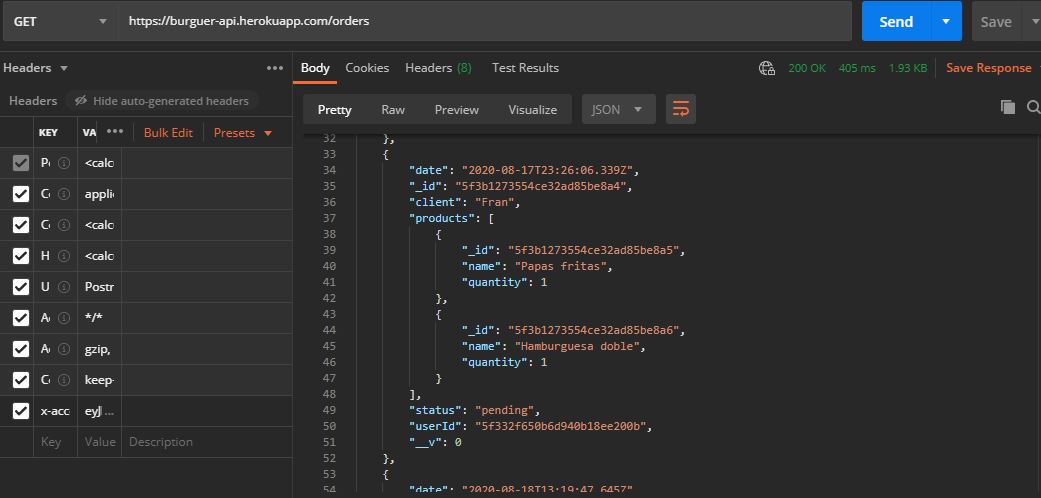 GET https://burguer-api.herokuapp.com/orders Send Save
Headers
Headers Hide auto-generated headers
KEY VA ••• Bulk Edit Presets
<calc
applic
<calc
H <calc
U Postr
*/*
gzip,
keep-
x-acc eyJ...
Key Value Description
Body Cookies Headers (8) Test Results 200 OK 405 ms 1.93 KB Save Response
Pretty Raw Preview Visualize JSON
32 },
33 {
34 "date": "2020-08-17T23:26:06.339Z",
35 "_id": "5f3b1273554ce32ad85be8a4",
36 "client": "Fran",
37 "products": [
38 {
39 "_id": "5f3b1273554ce32ad85be8a5",
40 "name": "Papas fritas",
41 "quantity": 1
42 },
43 {
44 "_id": "5f3b1273554ce32ad85be8a6",
45 "name": "Hamburguesa doble",
46 "quantity": 1
47 }
48 ],
49 "status": "pending",
50 "userId": "5f332f650b6d940b18ee200b",
51 "__v": 0
52 },
53 {
54 "date": "2020-08-18T13:19:47.645Z",